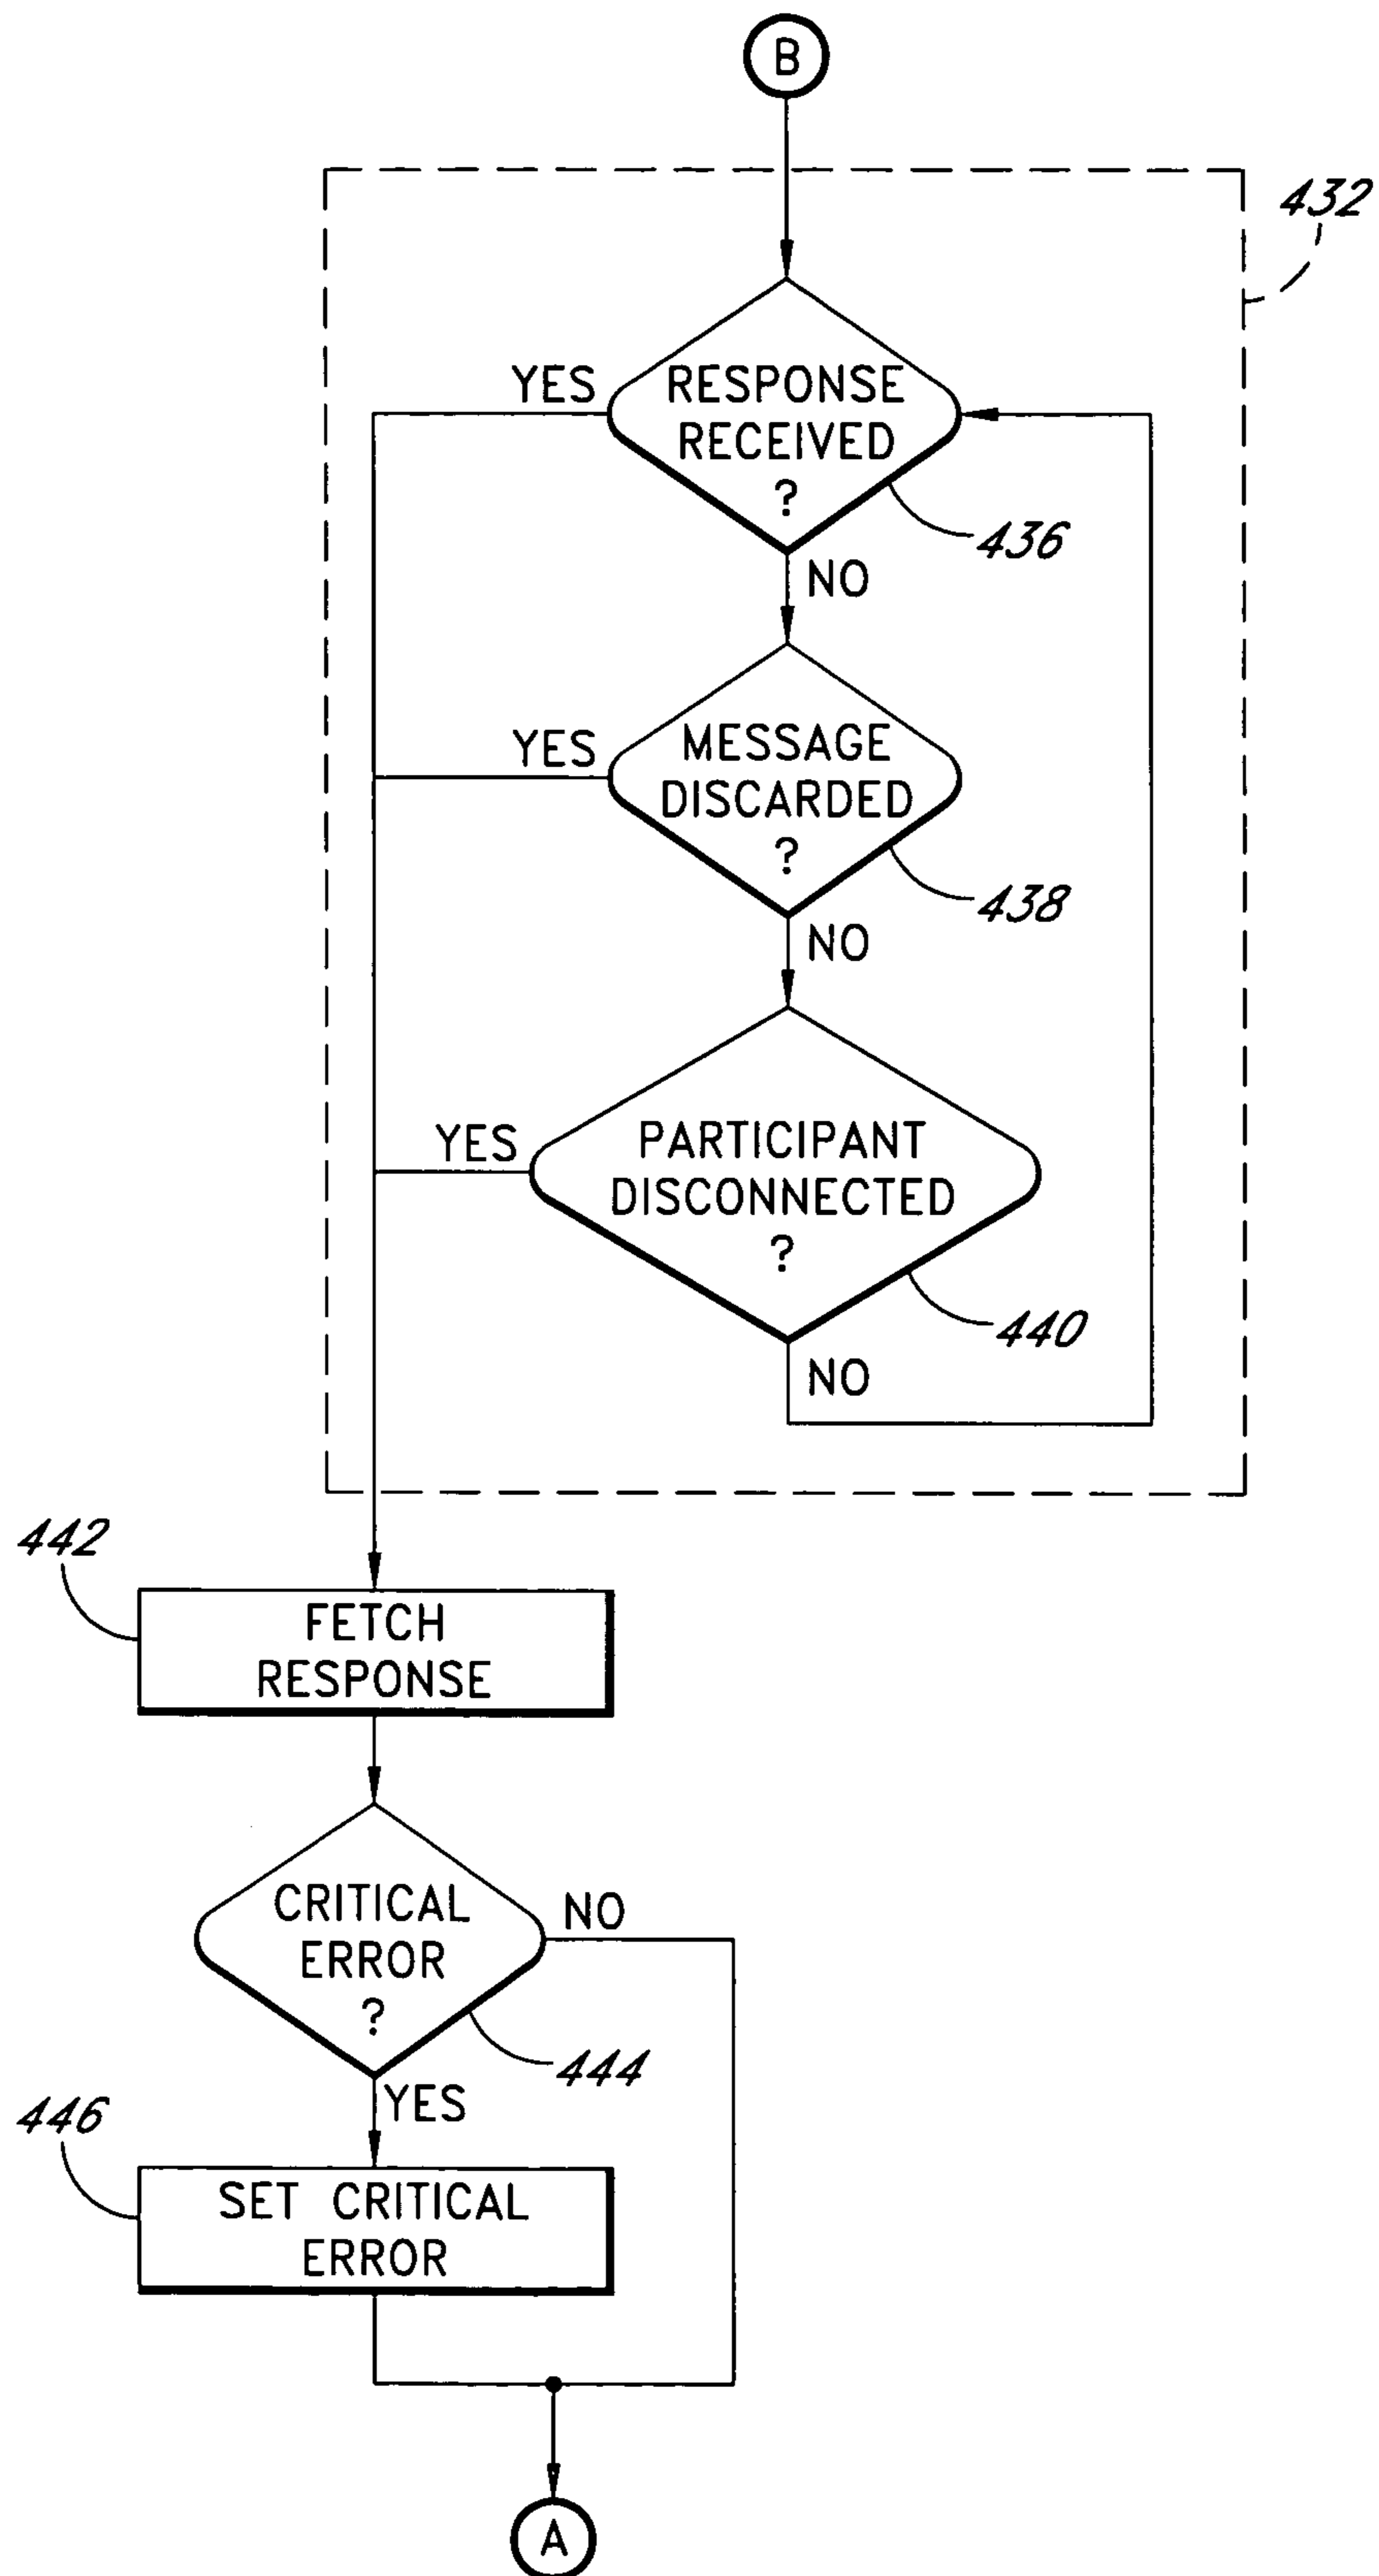 B
432
YES
RESPONSE
RECEIVED
?
436
NO
YES
MESSAGE
DISCARDED
?
438
NO
YES
PARTICIPANT
DISCONNECTED
?
440
NO
442
FETCH
RESPONSE
CRITICAL
ERROR
?
NO
444
YES
446
SET CRITICAL
ERROR
A